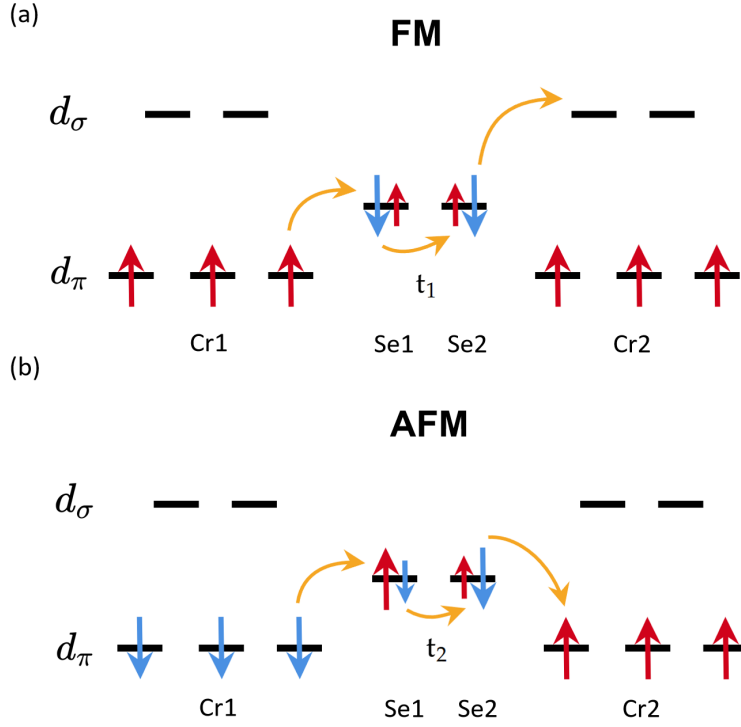 (a)
FM
dσ
dπ
t₁
Cr1 Se1 Se2 Cr2
(b)
AFM
dσ
dπ
t₂
Cr1 Se1 Se2 Cr2